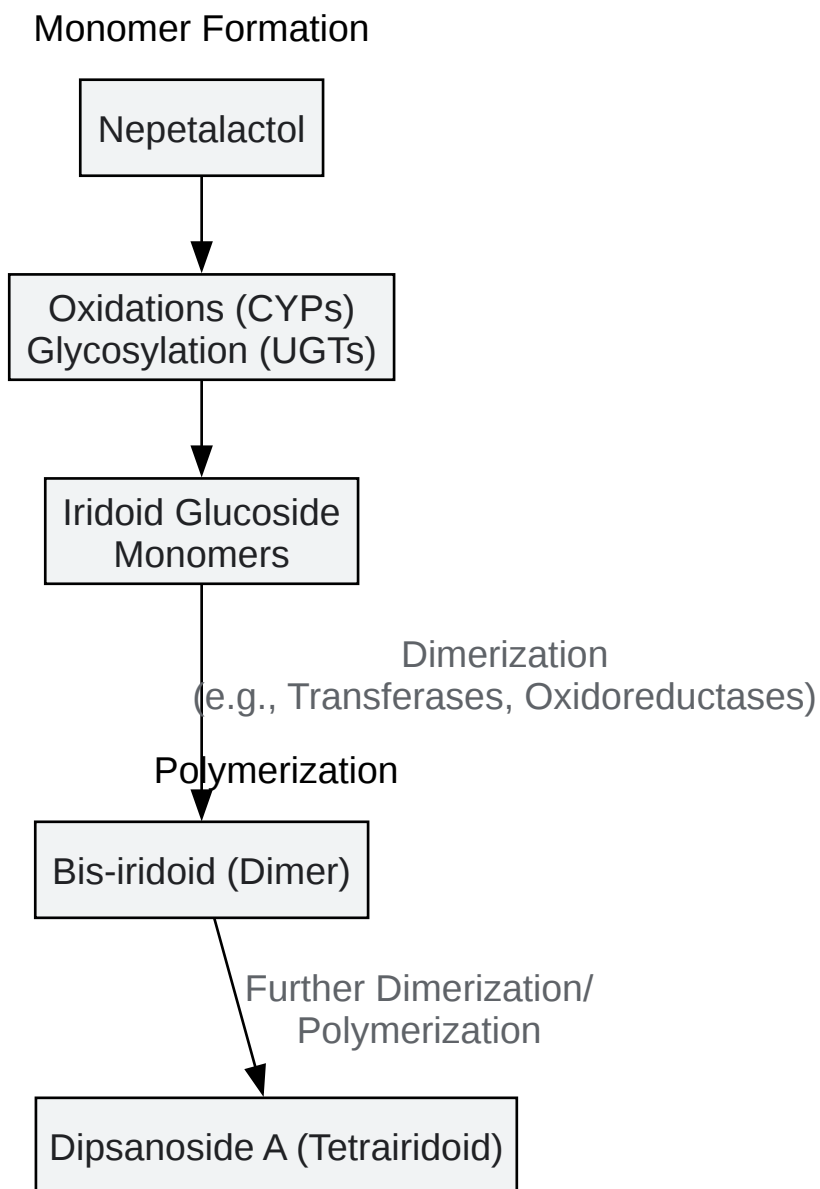 Monomer Formation
Nepetalactol
Oxidations (CYPs)
Glycosylation (UGTs)
Iridoid Glucoside
Monomers
Dimerization
(e.g., Transferases, Oxidoreductases)
Polymerization
Bis-iridoid (Dimer)
Further Dimerization/
Polymerization
Dipsanoside A (Tetrairidoid)